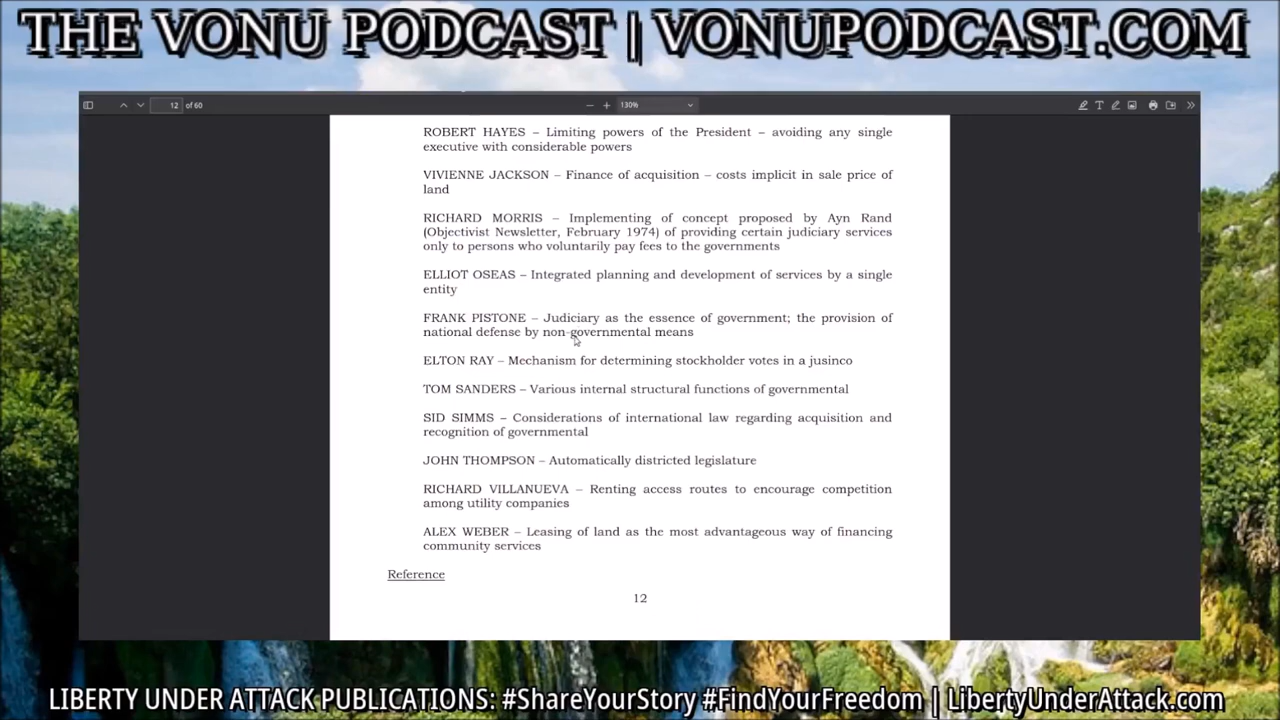 THE VONU PODCAST | VONUPODCAST.COM
12 of 60
130%
ROBERT HAYES – Limiting powers of the President – avoiding any single
executive with considerable powers
VIVIENNE JACKSON – Finance of acquisition – costs implicit in sale price of
land
RICHARD MORRIS – Implementing of concept proposed by Ayn Rand
(Objectivist Newsletter, February 1974) of providing certain judiciary services
only to persons who voluntarily pay fees to the governments
ELLIOT OSEAS – Integrated planning and development of services by a single
entity
FRANK PISTONE – Judiciary as the essence of government; the provision of
national defense by non-governmental means
ELTON RAY – Mechanism for determining stockholder votes in a jusinco
TOM SANDERS – Various internal structural functions of governmental
SID SIMMS – Considerations of international law regarding acquisition and
recognition of governmental
JOHN THOMPSON – Automatically districted legislature
RICHARD VILLANUEVA – Renting access routes to encourage competition
among utility companies
ALEX WEBER – Leasing of land as the most advantageous way of financing
community services
Reference
12
LIBERTY UNDER ATTACK PUBLICATIONS: #ShareYourStory #FindYourFreedom | LibertyUnderAttack.com